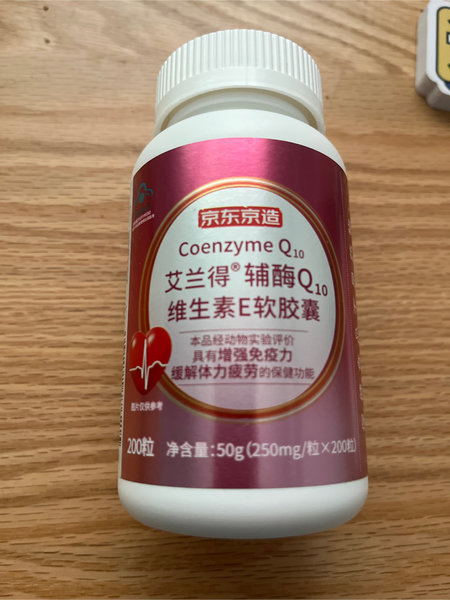 京东京造
Coenzyme Q10
艾兰得® 辅酶Q10
维生素E软胶囊
本品经动物实验评价
具有增强免疫力
缓解体力疲劳的保健功能
图片仅供参考
200粒
净含量：50g（250mg/粒×200粒）